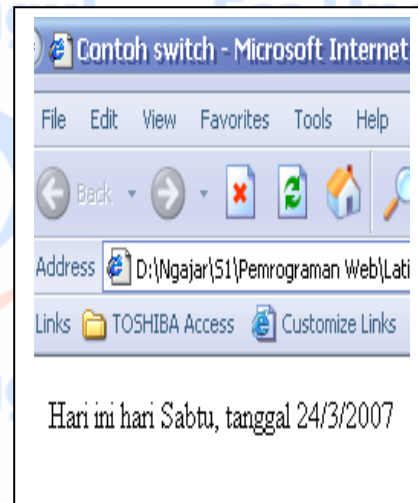 Contoh switch - Microsoft Internet
File Edit View Favorites Tools Help
Back
Address D:\Ngajar\S1\Pemrograman Web\Lati
Links TOSHIBA Access Customize Links
Hari ini hari Sabtu, tanggal 24/3/2007